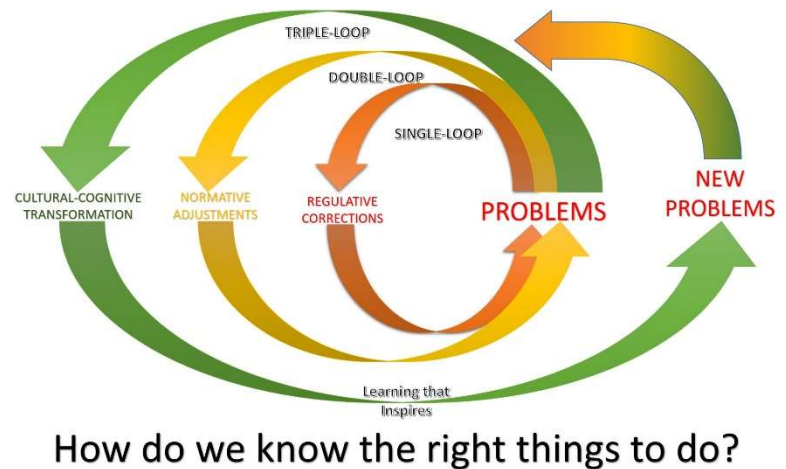 TRIPLE-LOOP
DOUBLE-LOOP
SINGLE-LOOP
CULTURAL-COGNITIVE
TRANSFORMATION
NORMATIVE
ADJUSTMENTS
REGULATIVE
CORRECTIONS
PROBLEMS
NEW
PROBLEMS
Learning that
Inspires
How do we know the right things to do?